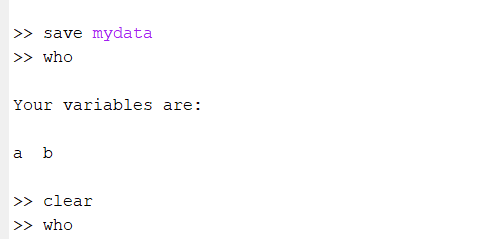 >> save mydata
>> who
Your variables are:
a  b
>> clear
>> who